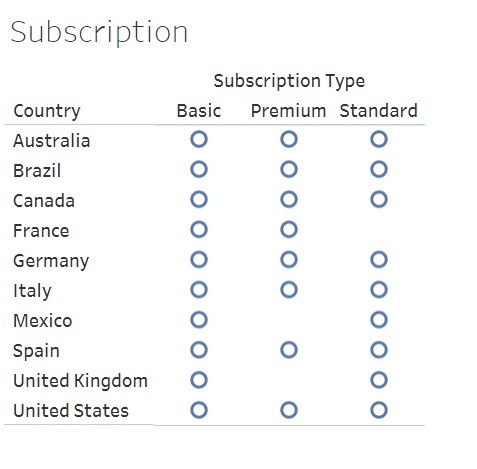 Subscription
Subscription Type
Country Basic Premium Standard
Australia
Brazil
Canada
France
Germany
Italy
Mexico
Spain
United Kingdom
United States